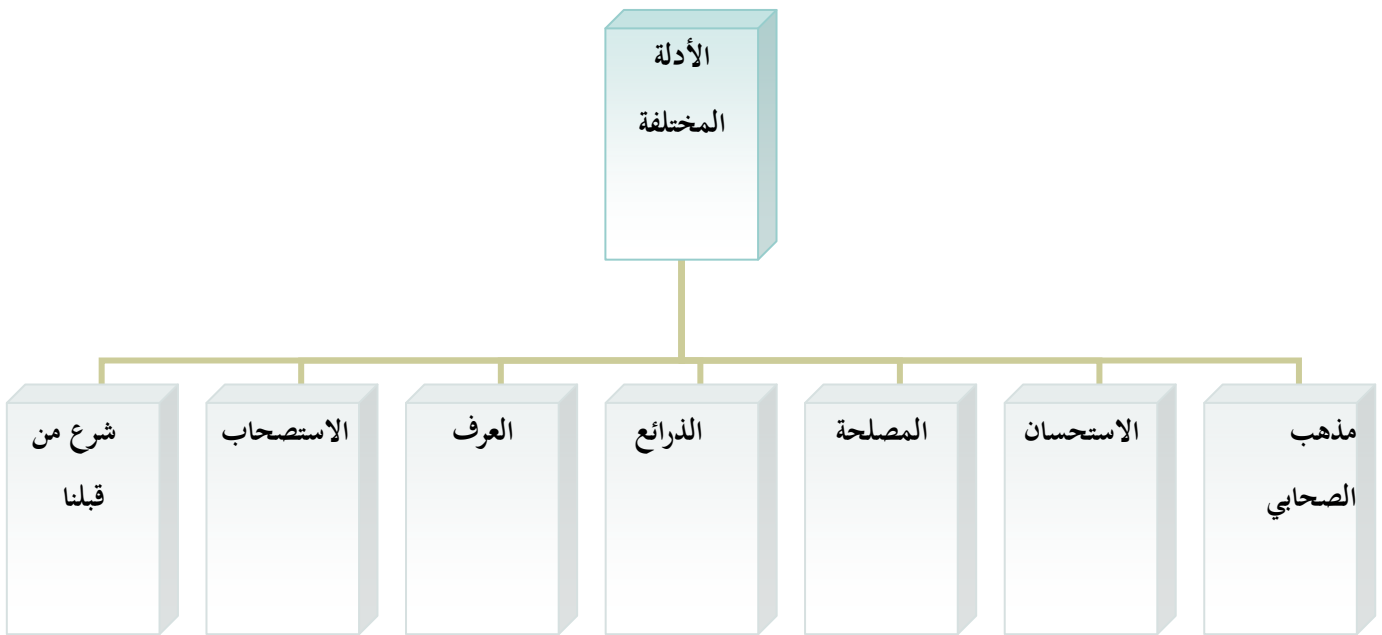 الأدلة
المختلفة
مذهب
الصحابي
الاستحسان
المصلحة
الذرائع
العرف
الاستصحاب
شرع من
قبلنا